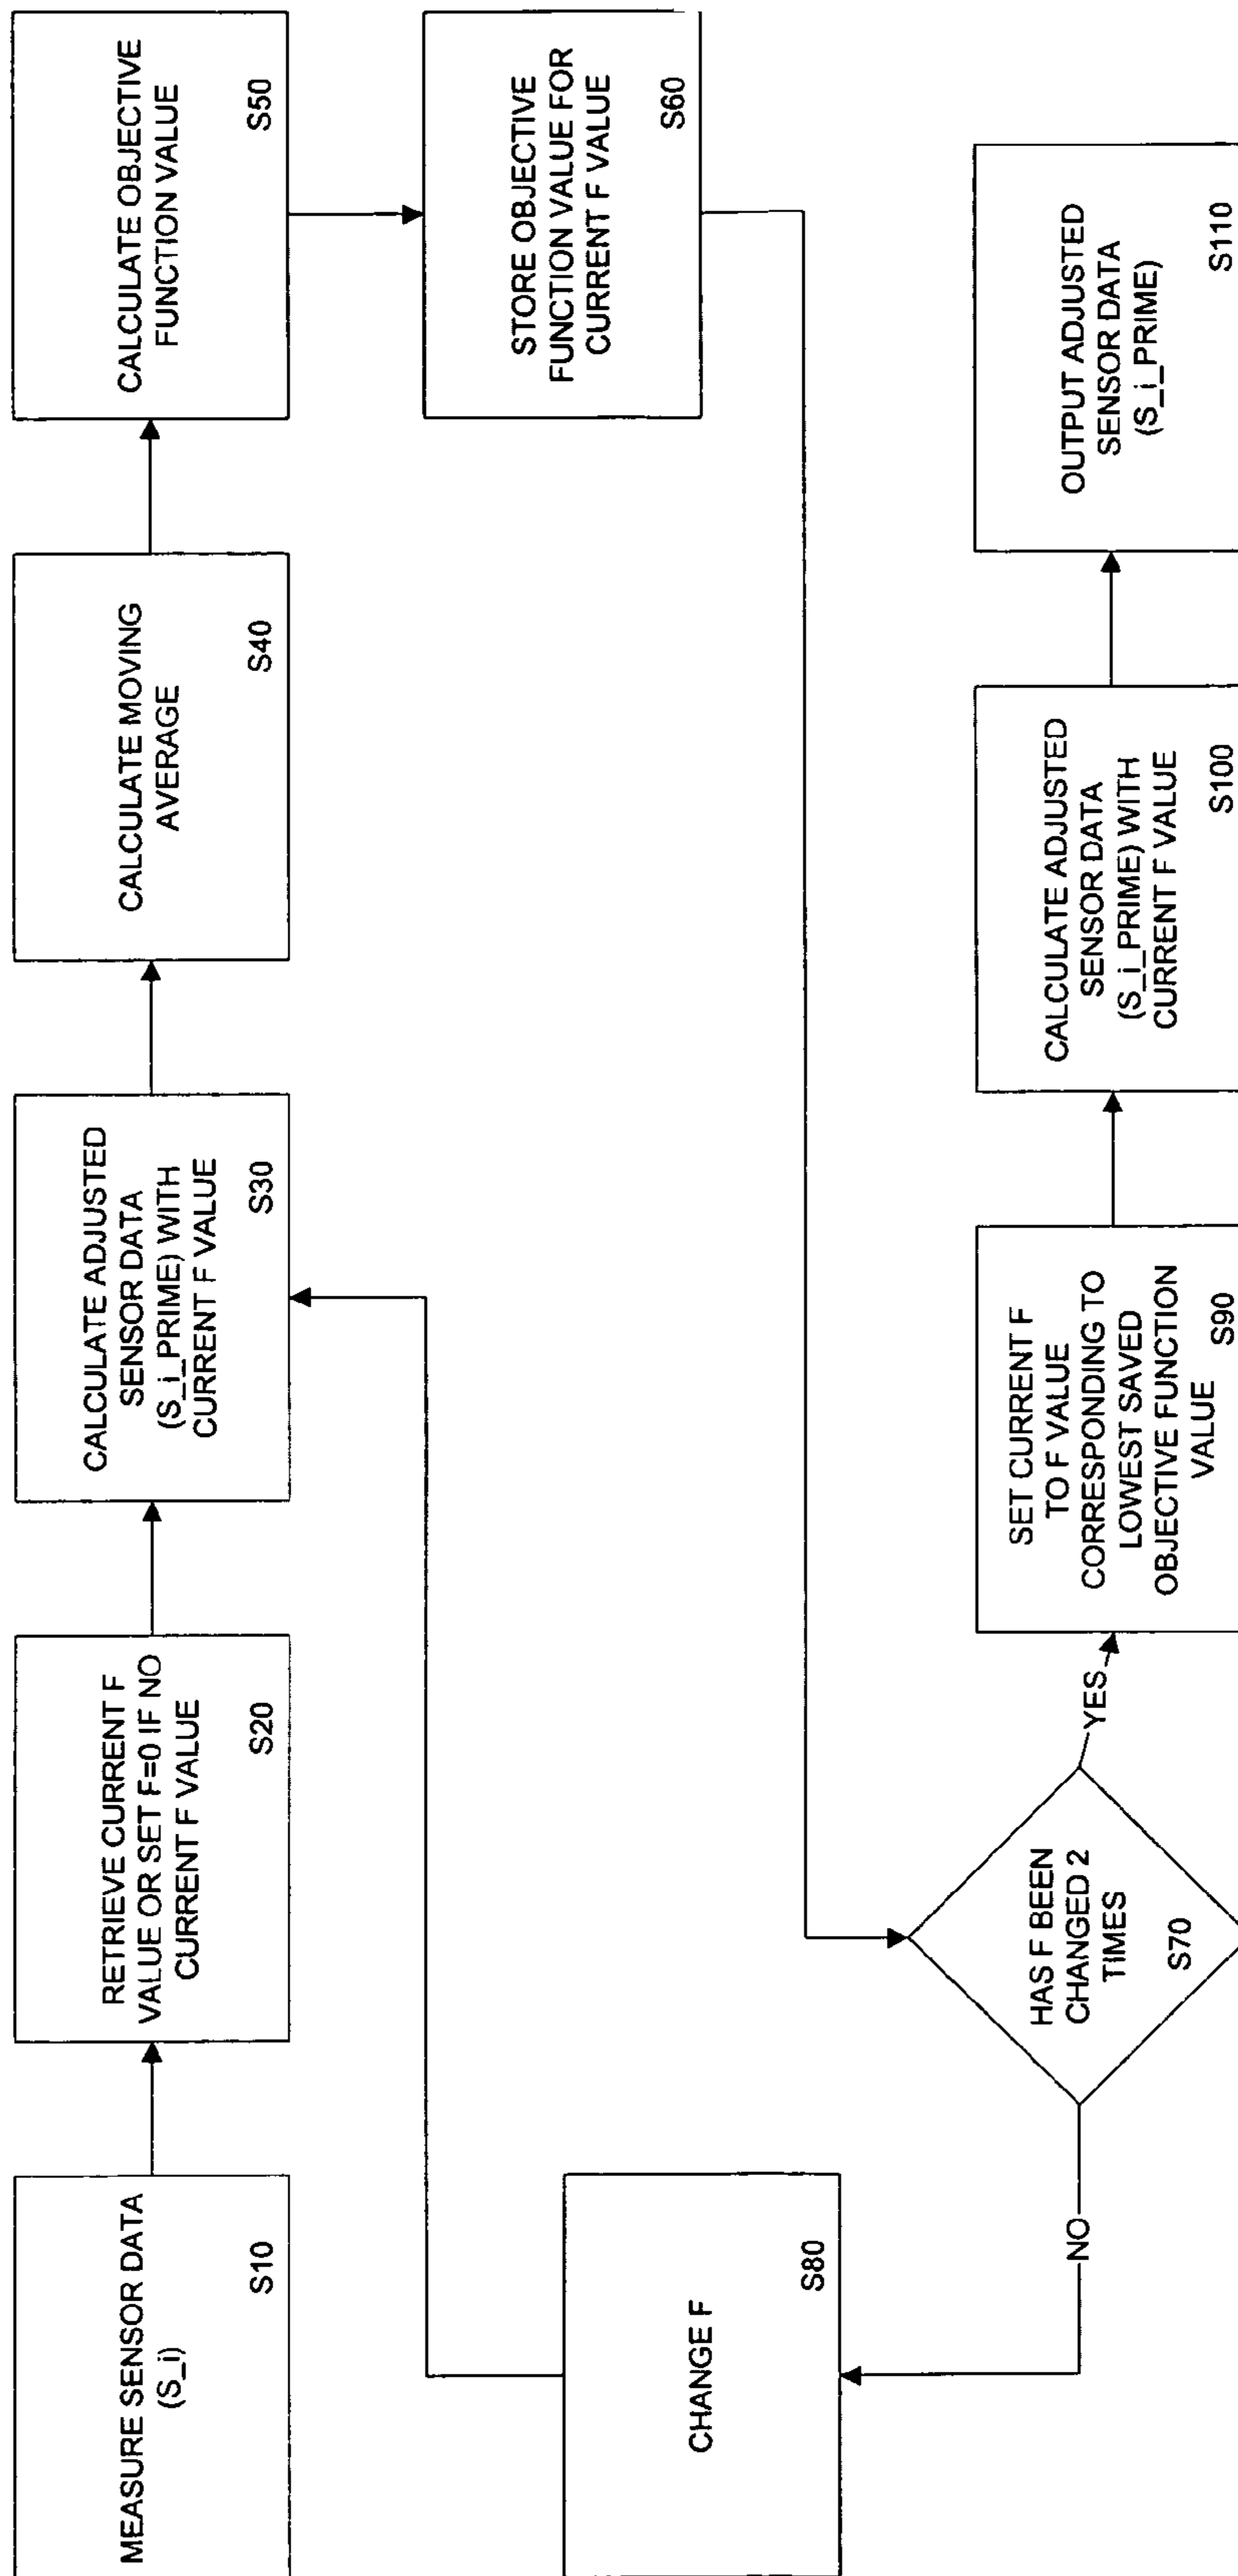 MEASURE SENSOR DATA
(S_i)
S10
RETRIEVE CURRENT F
VALUE OR SET F=0 IF NO
CURRENT F VALUE
S20
CALCULATE ADJUSTED
SENSOR DATA
(S_i_PRIME) WITH
CURRENT F VALUE
S30
CALCULATE MOVING
AVERAGE
S40
CALCULATE OBJECTIVE
FUNCTION VALUE
S50
STORE OBJECTIVE
FUNCTION VALUE FOR
CURRENT F VALUE
S60
HAS F BEEN
CHANGED 2
TIMES
S70
NO
YES
CHANGE F
S80
SET CURRENT F
TO F VALUE
CORRESPONDING TO
LOWEST SAVED
OBJECTIVE FUNCTION
VALUE
S90
CALCULATE ADJUSTED
SENSOR DATA
(S_i_PRIME) WITH
CURRENT F VALUE
S100
OUTPUT ADJUSTED
SENSOR DATA
(S_i_PRIME)
S110